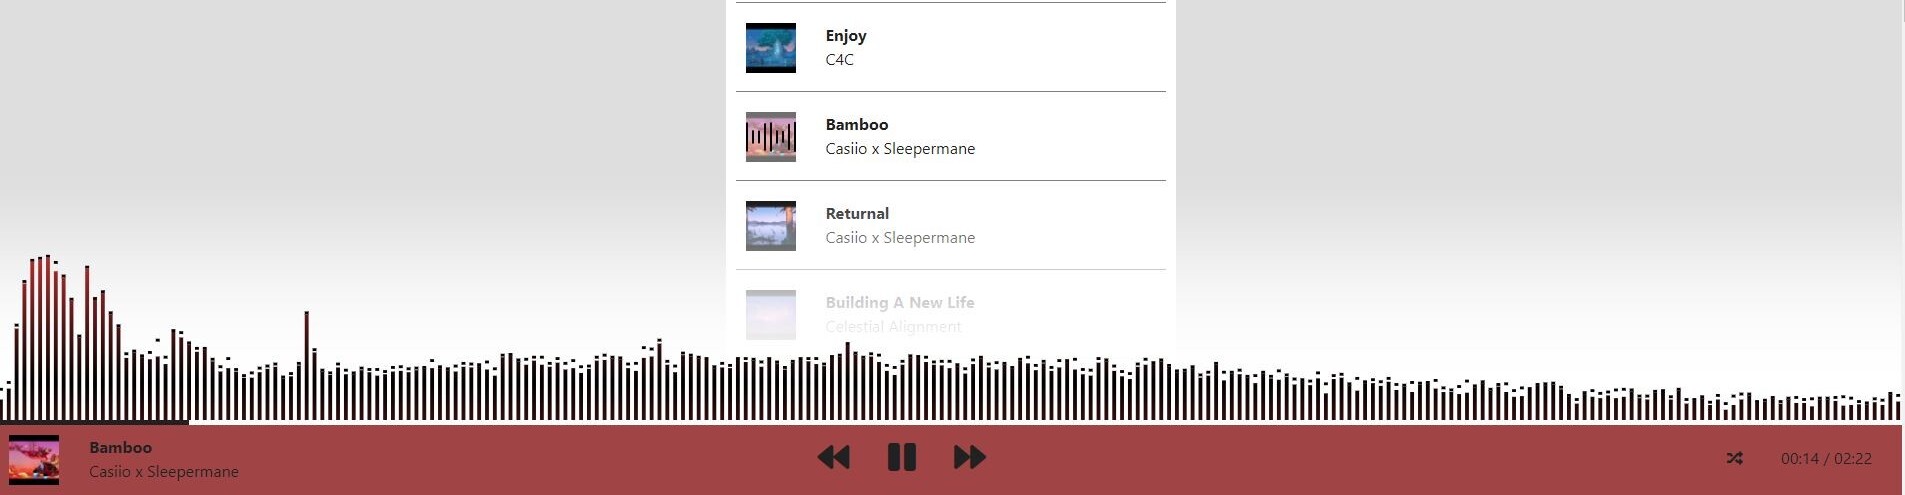 Enjoy
C4C
Bamboo
Casiio x Sleepermane
Returnal
Casiio x Sleepermane
Building A New Life
Celestial Alignment
Bamboo
Casiio x Sleepermane
00:14 / 02:22